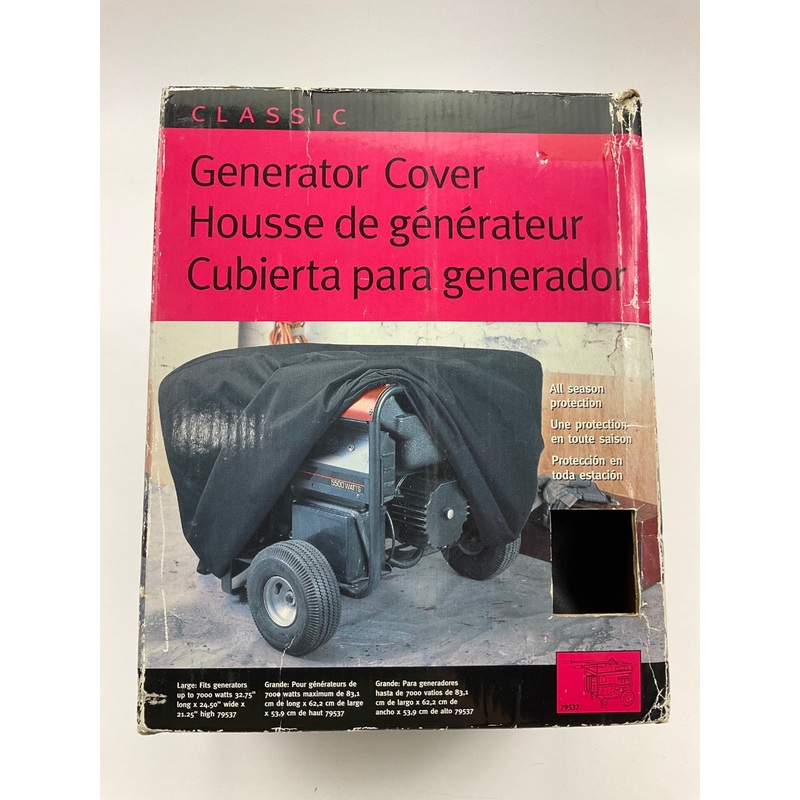 CLASSIC
Generator Cover
Housse de générateur
Cubierta para generador
All season
protection
Une protection
en toute saison
Protección en
toda estación
5500 WATTS
Large: Fits generators
up to 7000 watts 32.75"
long x 24.50" wide x
21.25" high 79537
Grande: Pour générateurs de
7000 watts maximum de 83,1
cm de long x 62,2 cm de large
x 53,9 cm de haut 79537
Grande: Para generadores
hasta de 7000 vatios de 83,1
cm de largo x 62,2 cm de
ancho x 53,9 cm de alto 79537
79537